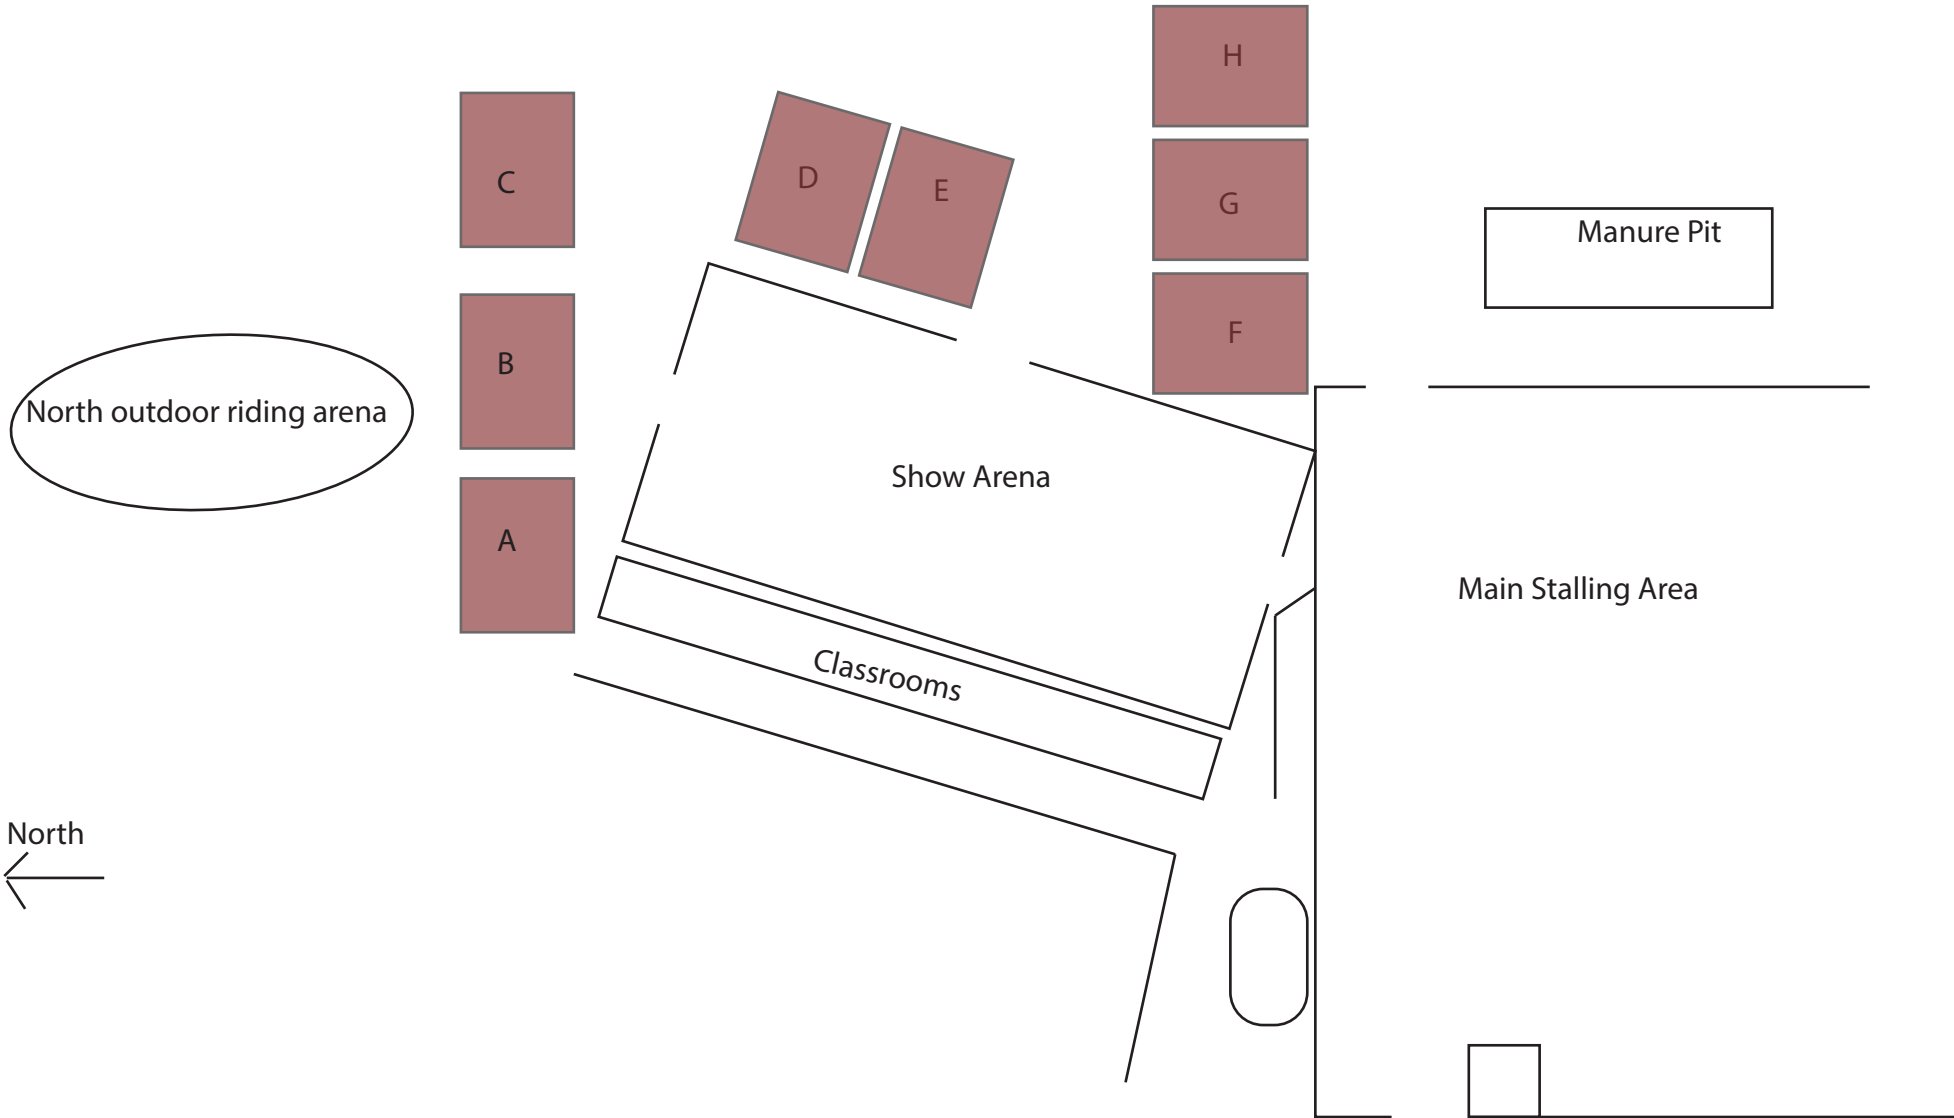 H
C
D
E
G
Manure Pit
F
B
North outdoor riding arena
Show Arena
A
Main Stalling Area
Classrooms
North